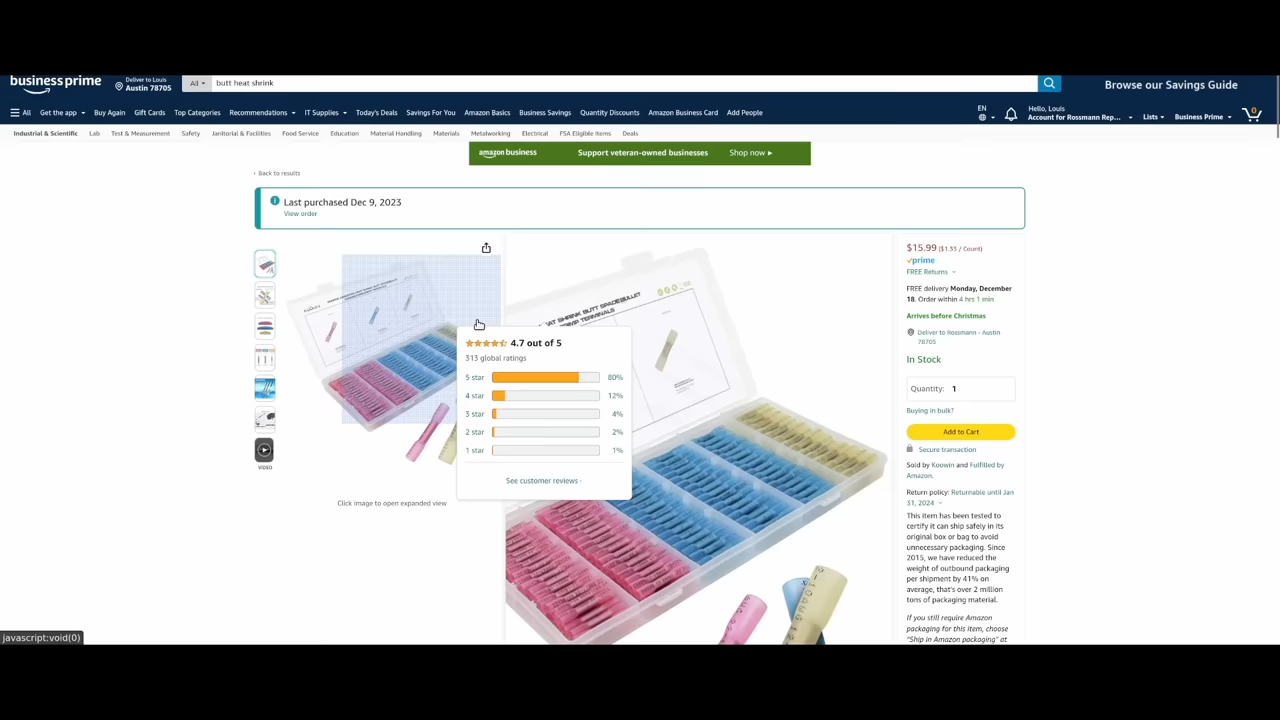 business prime
Deliver to Louis
Austin 78705
All
butt heat shrink
Browse our Savings Guide
All
Get the app
Buy Again
Gift Cards
Top Categories
Recommendations
IT Supplies
Today's Deals
Savings For You
Amazon Basics
Business Savings
Quantity Discounts
Amazon Business Card
Add People
EN
Hello, Louis
Account for Rossmann Rep...
Lists
Business Prime
0
Industrial & Scientific
Lab
Test & Measurement
Safety
Janitorial & Facilities
Food Service
Education
Material Handling
Materials
Metalworking
Electrical
FSA Eligible Items
Deals
amazon business
Support veteran-owned businesses
Shop now ▸
‹ Back to results
Last purchased Dec 9, 2023
View order
VIDEO
Click image to open expanded view
4.7 out of 5
313 global ratings
5 star 80%
4 star 12%
3 star 4%
2 star 2%
1 star 1%
See customer reviews ›
$15.99 ($1.33 / Count)
prime
FREE Returns
FREE delivery Monday, December
18. Order within 4 hrs 1 min
Arrives before Christmas
Deliver to Rossmann - Austin
78705
In Stock
Quantity: 1
Buying in bulk?
Add to Cart
Secure transaction
Sold by Koowin and Fulfilled by
Amazon.
Return policy: Returnable until Jan
31, 2024
This item has been tested to
certify it can ship safely in its
original box or bag to avoid
unnecessary packaging. Since
2015, we have reduced the
weight of outbound packaging
per shipment by 41% on
average, that's over 2 million
tons of packaging material.
If you still require Amazon
packaging for this item, choose
"Ship in Amazon packaging" at
javascript:void(0)